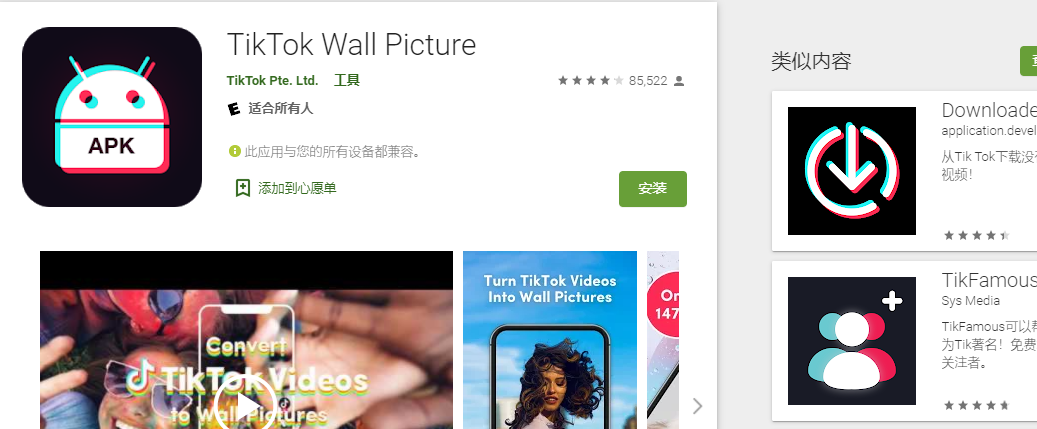 TikTok Wall Picture
TikTok Pte. Ltd. 工具
85,522
E 适合所有人
此应用与您的所有设备都兼容。
添加到心愿单
安装
APK
Convert
TikTok Videos
to Wall Pictures
Turn TikTok Videos
Into Wall Pictures
147
类似内容
Downloade
application.devel
从Tik Tok下载没
视频！
TikFamous
Sys Media
TikFamous可以
为Tik著名！免费
关注者。